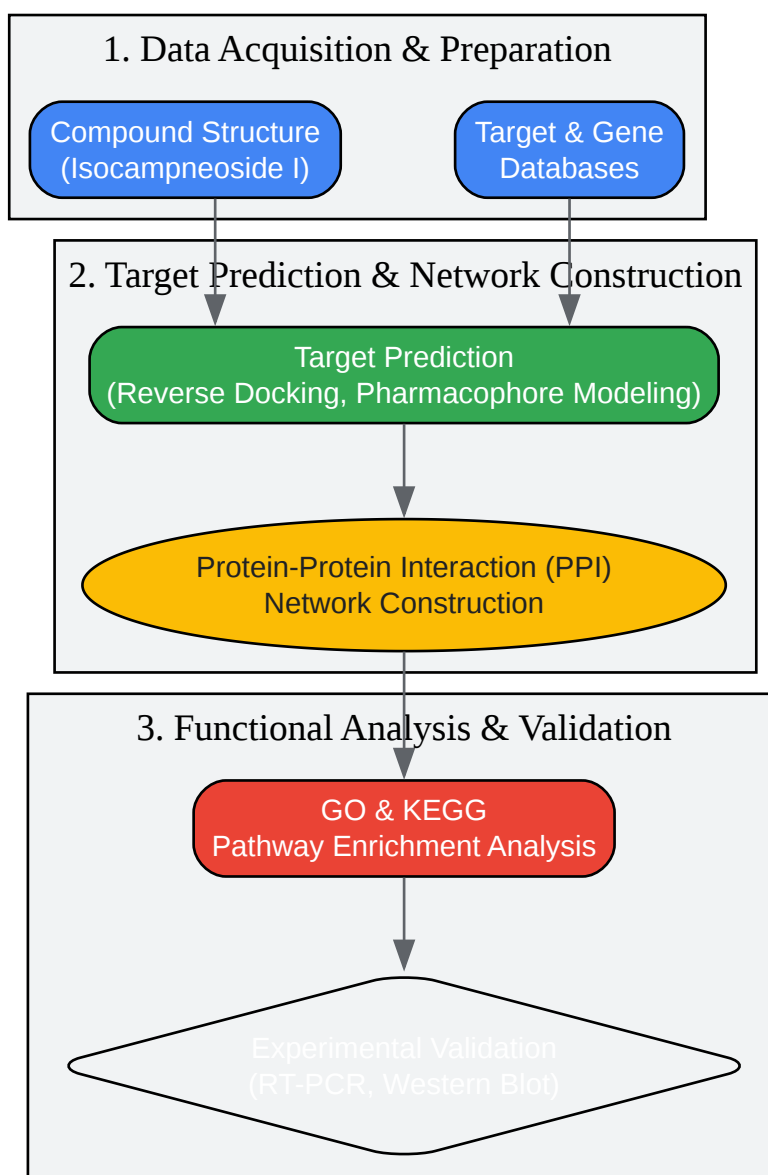 1. Data Acquisition & Preparation
Compound Structure
(Isocampneoside I)
Target & Gene
Databases
2. Target Prediction & Network Construction
Target Prediction
(Reverse Docking, Pharmacophore Modeling)
Protein-Protein Interaction (PPI)
Network Construction
3. Functional Analysis & Validation
GO & KEGG
Pathway Enrichment Analysis
Experimental Validation
(RT-PCR, Western Blot)